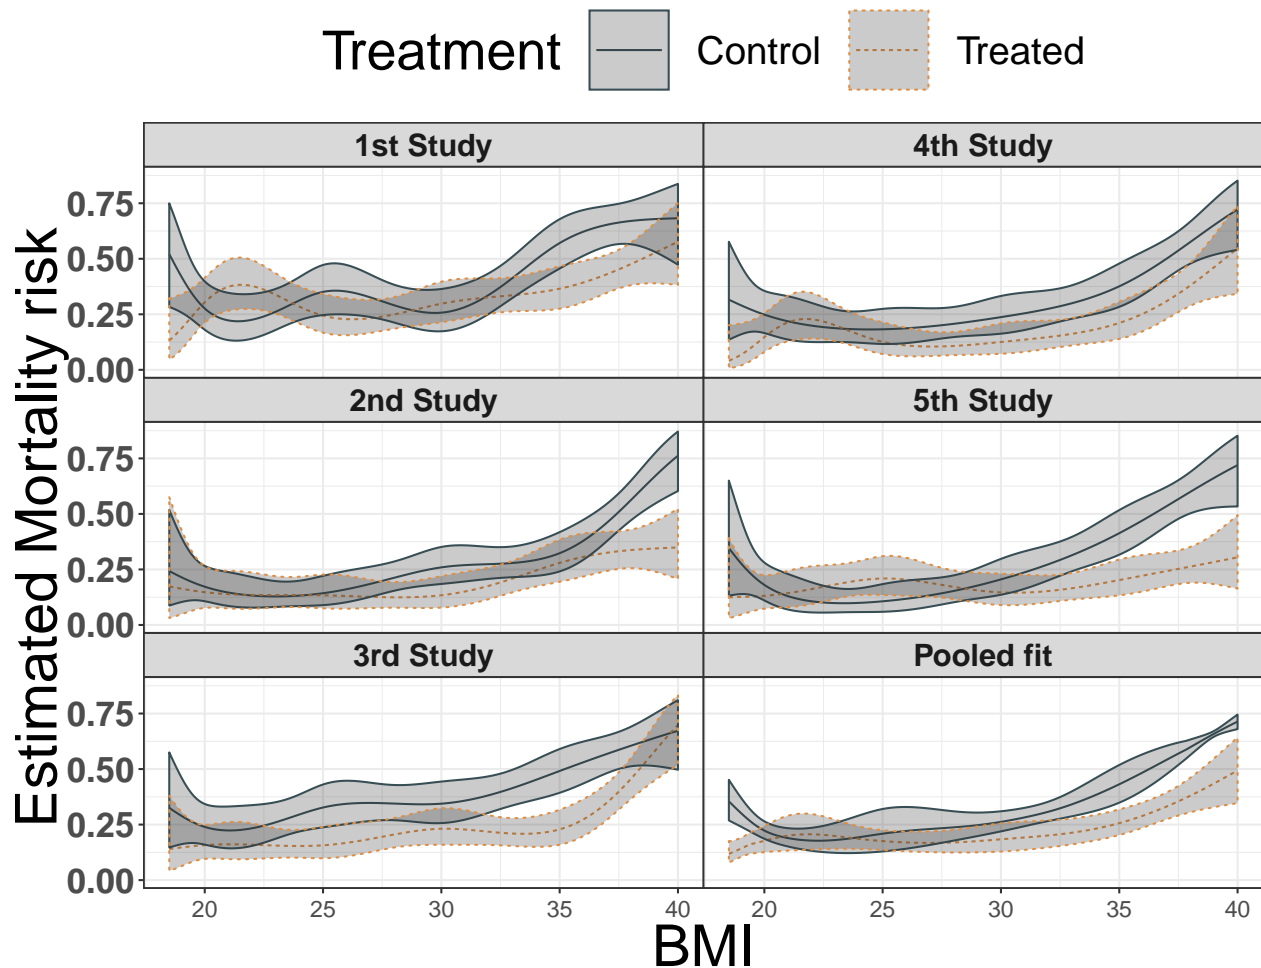 Treatment Control Treated
1st Study 4th Study
0.75
0.50
0.25
0.00
2nd Study 5th Study
0.75
0.50
0.25
0.00
3rd Study Pooled fit
0.75
0.50
0.25
0.00
Estimated Mortality risk
20 25 30 35 40 20 25 30 35 40
BMI